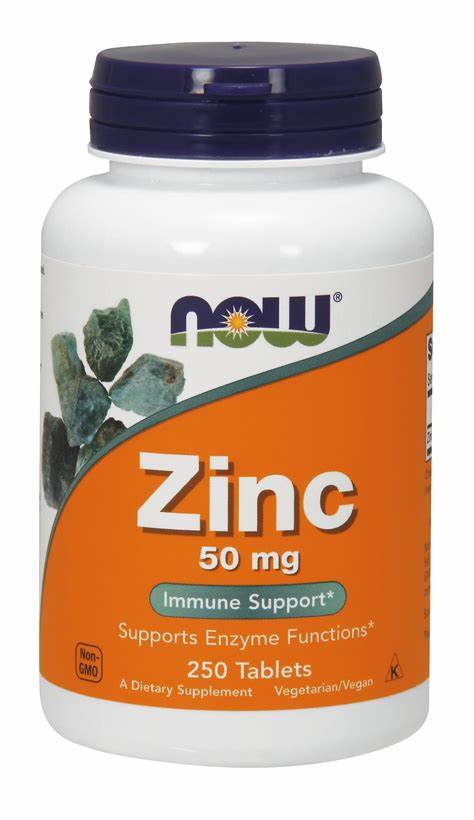 NOW®
Zinc
50 mg
Immune Support*
Supports Enzyme Functions*
250 Tablets
A Dietary Supplement Vegetarian/Vegan
Non-
GMO
K